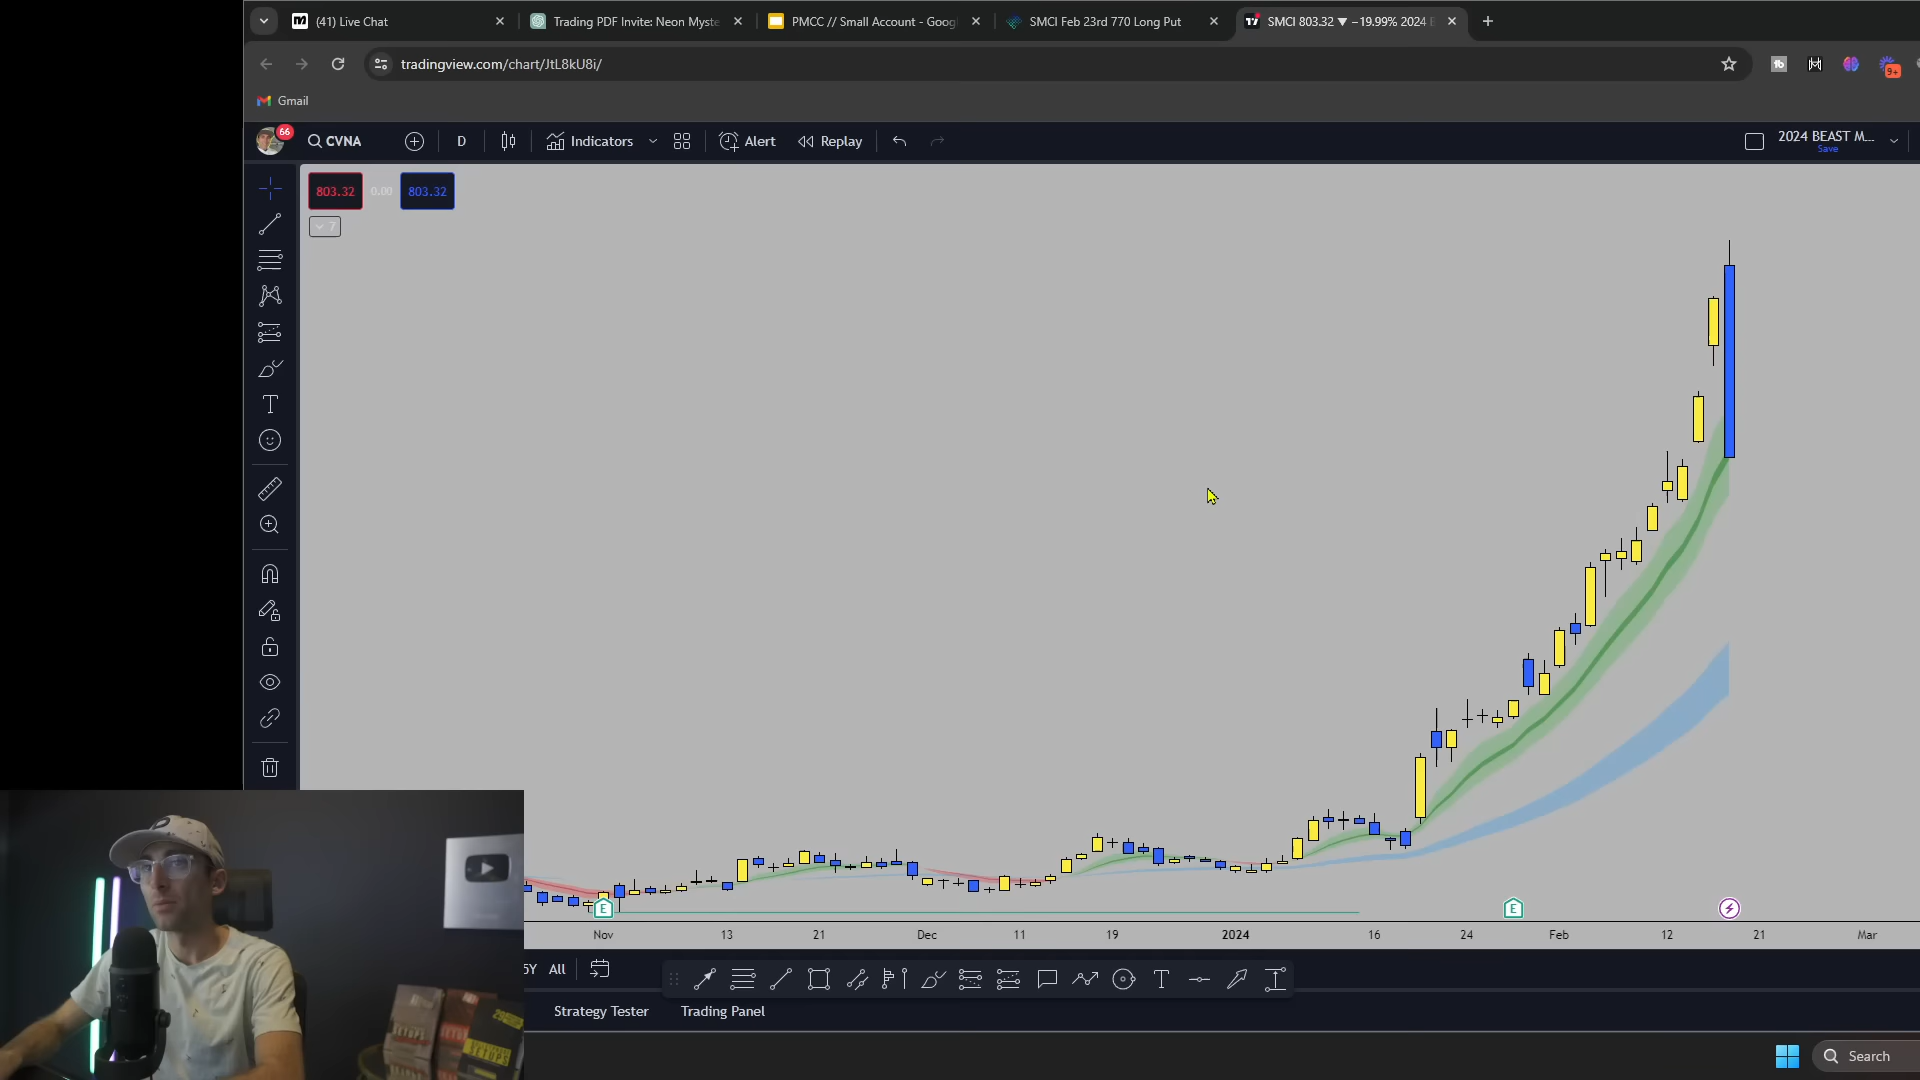 (41) Live Chat
Trading PDF Invite: Neon Myste
PMCC // Small Account - Goog
SMCI Feb 23rd 770 Long Put
SMCI 803.32 ▼ −19.99% 2024 B
tradingview.com/chart/JtL8kU8i/
9+
Gmail
66
CVNA
D
Indicators
Alert
Replay
2024 BEAST M...
Save
803.32
0.00
803.32
7
E
E
Nov
13
21
Dec
11
19
2024
16
24
Feb
12
21
Mar
5Y
All
Strategy Tester
Trading Panel
Search